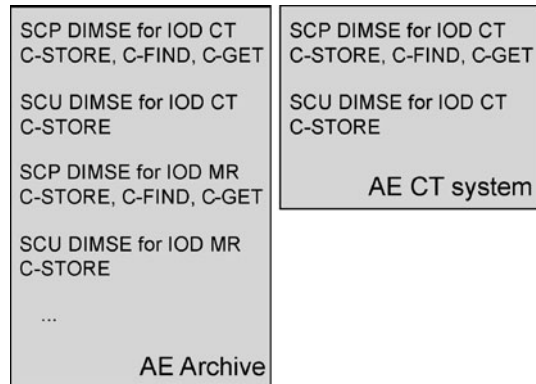 SCP DIMSE for IOD CT
C-STORE, C-FIND, C-GET
SCU DIMSE for IOD CT
C-STORE
SCP DIMSE for IOD MR
C-STORE, C-FIND, C-GET
SCU DIMSE for IOD MR
C-STORE
...
AE Archive
SCP DIMSE for IOD CT
C-STORE, C-FIND, C-GET
SCU DIMSE for IOD CT
C-STORE
AE CT system